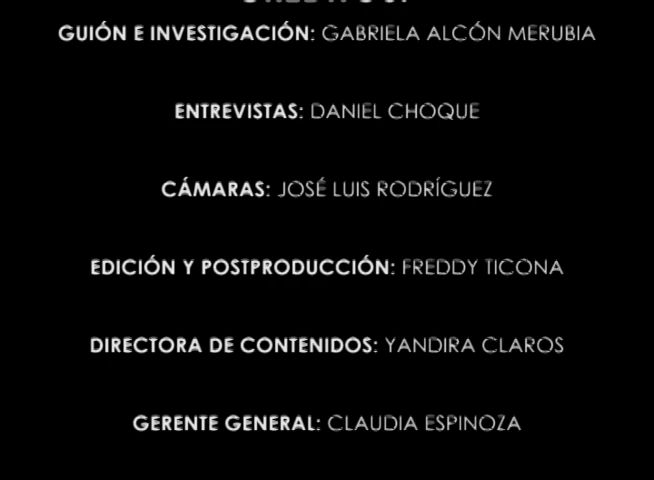 GUIÓN E INVESTIGACIÓN: GABRIELA ALCÓN MERUBIA
ENTREVISTAS: DANIEL CHOQUE
CÁMARAS: JOSÉ LUIS RODRÍGUEZ
EDICIÓN Y POSTPRODUCCIÓN: FREDDY TICONA
DIRECTORA DE CONTENIDOS: YANDIRA CLAROS
GERENTE GENERAL: CLAUDIA ESPINOZA